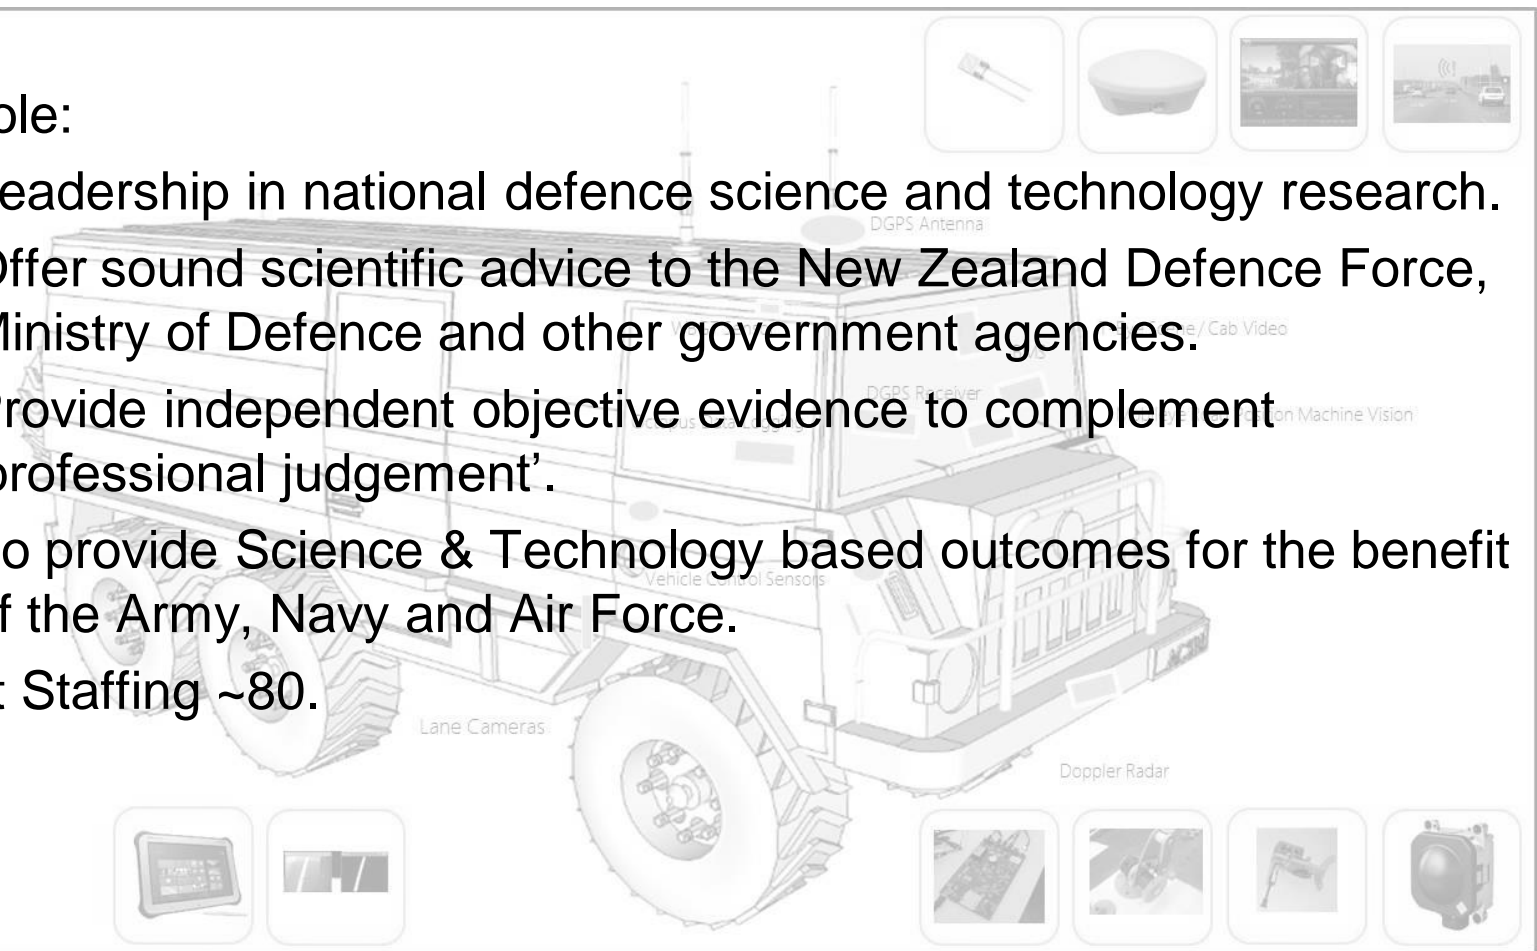 ole:
eadership in national defence science and technology research.
DGPS Antenna
Offer sound scientific advice to the New Zealand Defence Force,
Ministry of Defence and other government agencies.
/ Cab Video
DGPS Receiver
Provide independent objective evidence to complement
Position Machine Vision
professional judgement’.
o provide Science & Technology based outcomes for the benefit
Vehicle Control Sensors
f the Army, Navy and Air Force.
t Staffing ~80.
Lane Cameras
Doppler Radar